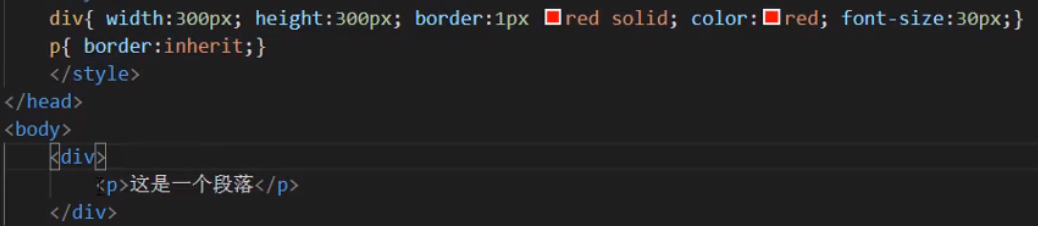 div{ width:300px; height:300px; border:1px red solid; color:red; font-size:30px;}
p{ border:inherit;}
</style>
</head>
<body>
<div>
<p>这是一个段落</p>
</div>